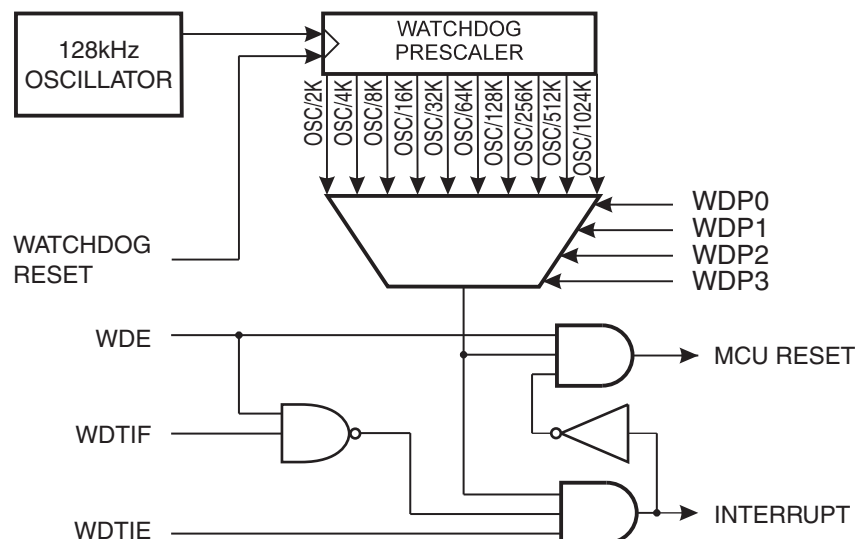 128kHz
OSCILLATOR
WATCHDOG
PRESCALER
OSC/2K
OSC/4K
OSC/8K
OSC/16K
OSC/32K
OSC/64K
OSC/128K
OSC/256K
OSC/512K
OSC/1024K
WDP0
WDP1
WDP2
WDP3
WATCHDOG
RESET
WDE
MCU RESET
WDTIF
INTERRUPT
WDTIE